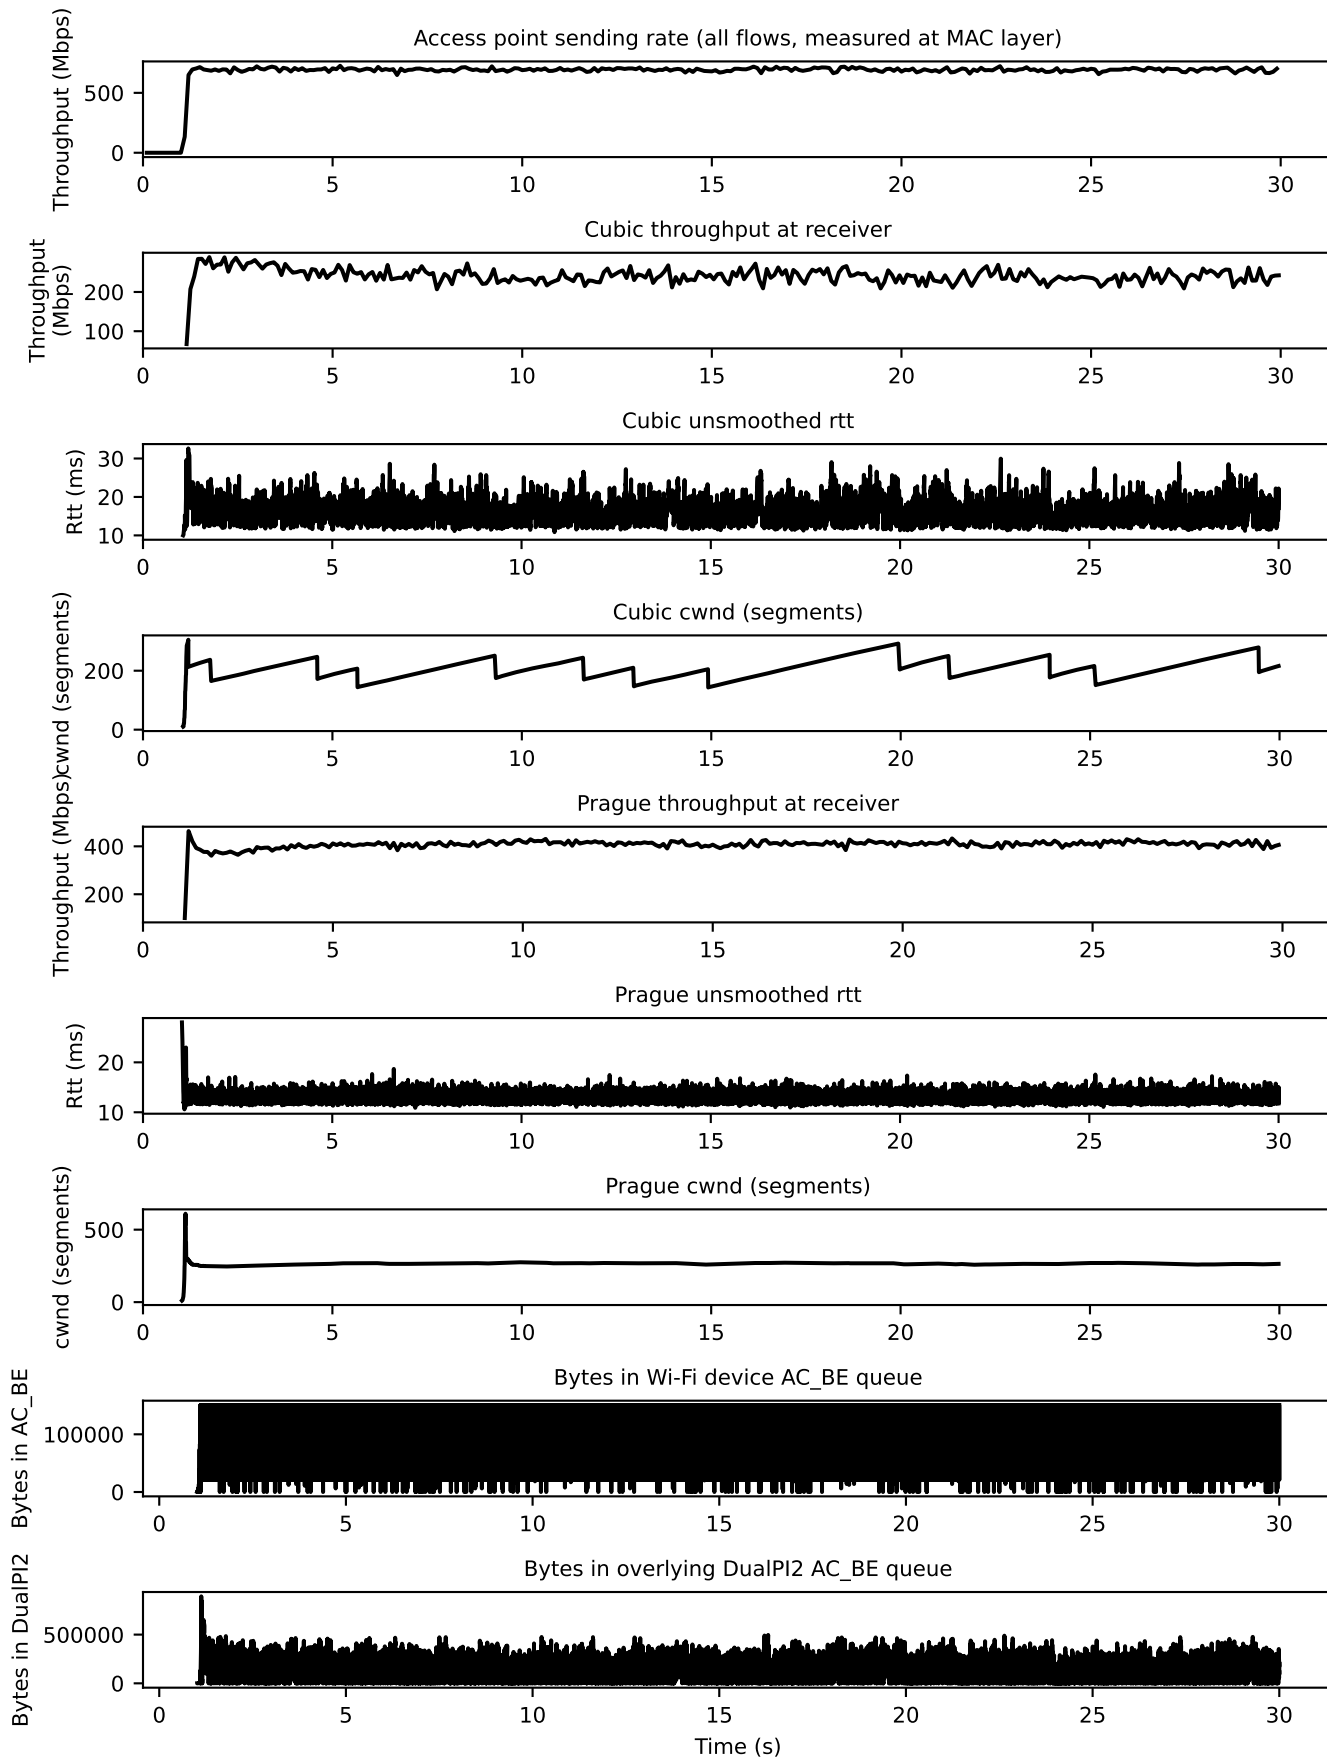 Access point sending rate (all flows, measured at MAC layer)
Throughput (Mbps)
500
0
0 5 10 15 20 25 30
Cubic throughput at receiver
Throughput
(Mbps)
200
100
0 5 10 15 20 25 30
Cubic unsmoothed rtt
Rtt (ms)
30
20
10
0 5 10 15 20 25 30
Cubic cwnd (segments)
cwnd (segments)
200
0
0 5 10 15 20 25 30
Prague throughput at receiver
Throughput (Mbps)
400
200
0 5 10 15 20 25 30
Prague unsmoothed rtt
Rtt (ms)
20
10
0 5 10 15 20 25 30
Prague cwnd (segments)
cwnd (segments)
500
0
0 5 10 15 20 25 30
Bytes in Wi-Fi device AC_BE queue
Bytes in AC_BE
100000
0
0 5 10 15 20 25 30
Bytes in overlying DualPI2 AC_BE queue
Bytes in DualPI2
500000
0
0 5 10 15 20 25 30
Time (s)